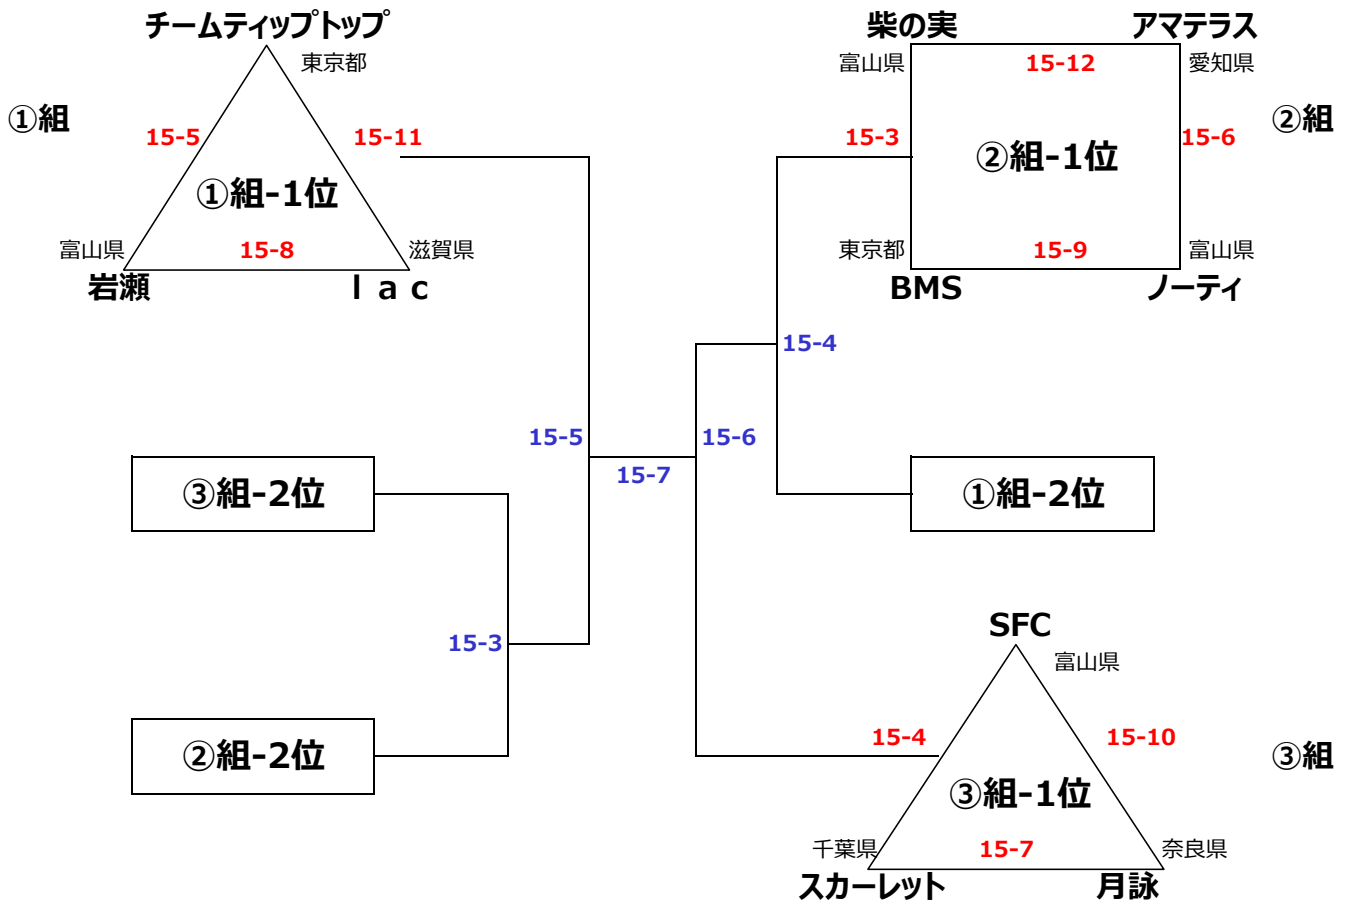 チームティップトップ
東京都
柴の実
アマテラス
富山県
15-12
愛知県
①組
15-5
15-11
15-3
②組-1位
15-6
②組
①組-1位
富山県
15-8
滋賀県
東京都
15-9
富山県
岩瀬
ｌａｃ
BMS
ノーティ
15-4
15-5
15-7
15-6
③組-2位
①組-2位
SFC
15-3
富山県
②組-2位
15-4
15-10
③組
③組-1位
千葉県
15-7
奈良県
スカーレット
月詠